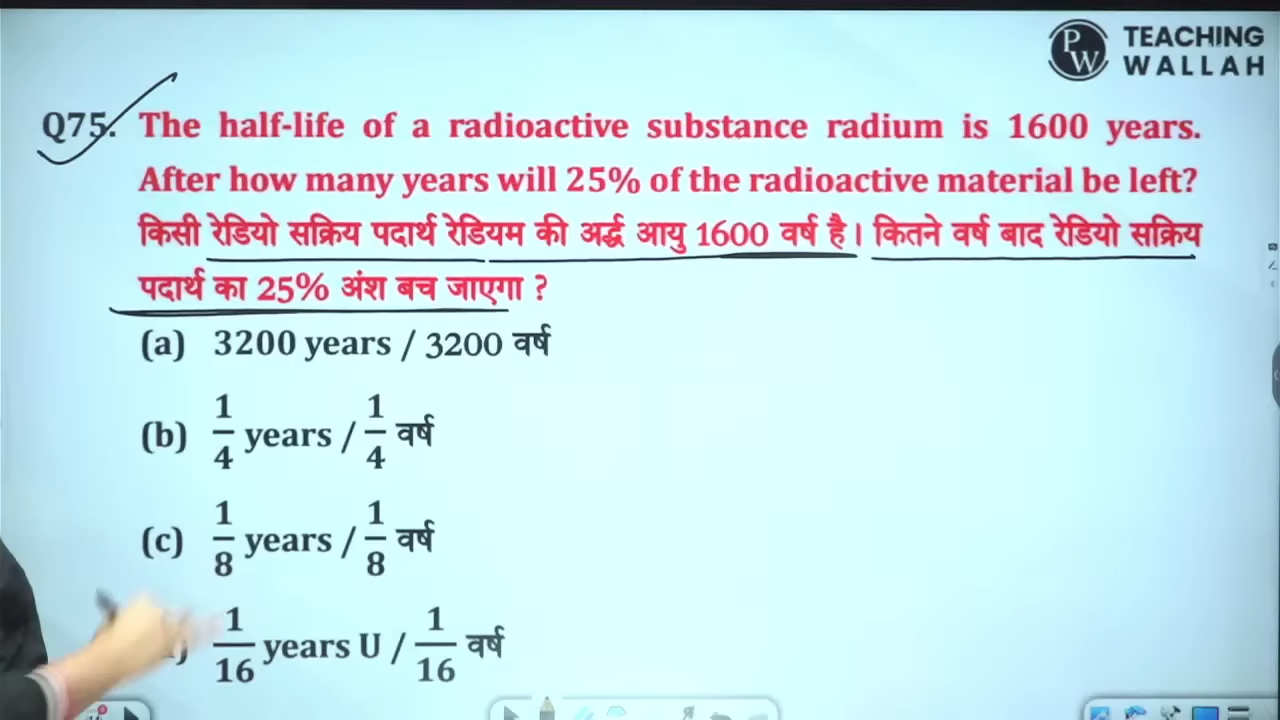 PW TEACHING WALLAH
Q75. The half-life of a radioactive substance radium is 1600 years.
After how many years will 25% of the radioactive material be left?
किसी रेडियो सक्रिय पदार्थ रेडियम की अर्द्ध आयु 1600 वर्ष है। कितने वर्ष बाद रेडियो सक्रिय
पदार्थ का 25% अंश बच जाएगा ?
(a) 3200 years / 3200 वर्ष
(b) 1/4 years / 1/4 वर्ष
(c) 1/8 years / 1/8 वर्ष
1/16 years U / 1/16 वर्ष